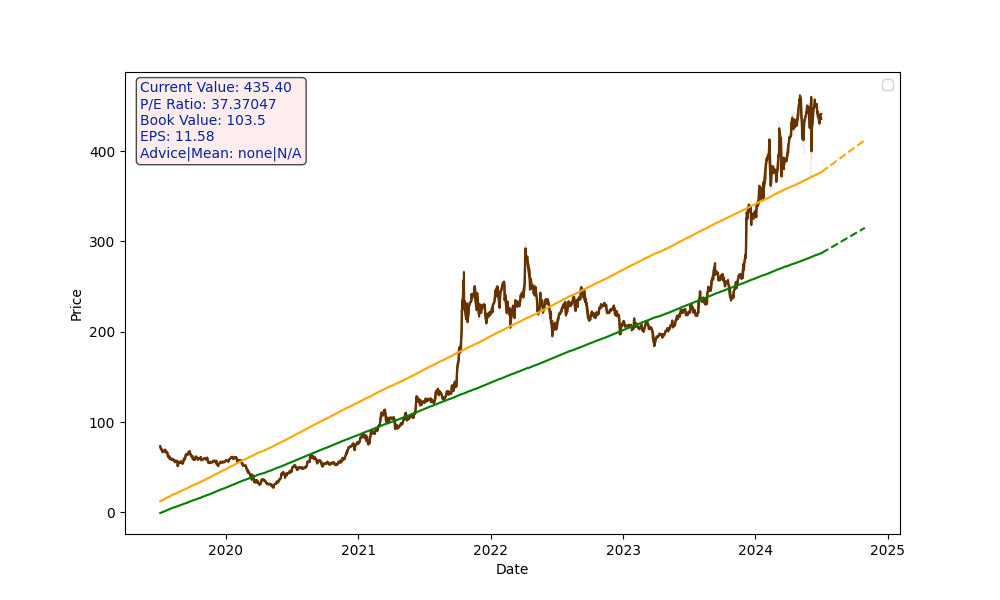 Current Value: 435.40
P/E Ratio: 37.37047
Book Value: 103.5
EPS: 11.58
Advice|Mean: none|N/A
Price
400
300
200
100
0
2020 2021 2022 2023 2024 2025
Date